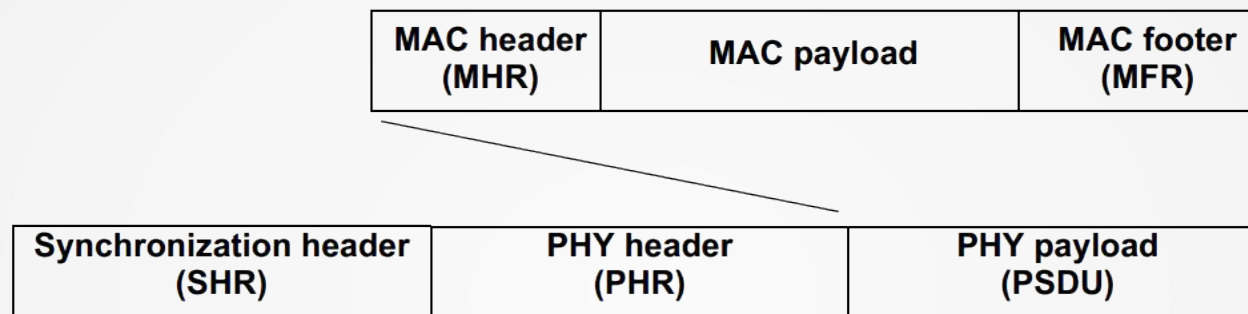 MAC header
(MHR)
MAC payload
MAC footer
(MFR)
Synchronization header
(SHR)
PHY header
(PHR)
PHY payload
(PSDU)